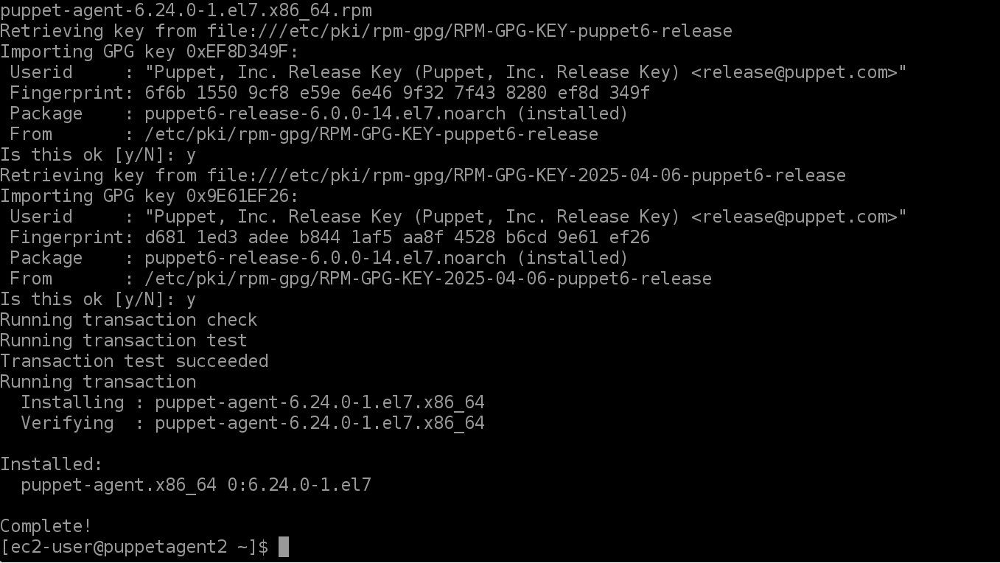 puppet-agent-6.24.0-1.el7.x86_64.rpm
Retrieving key from file:///etc/pki/rpm-gpg/RPM-GPG-KEY-puppet6-release
Importing GPG key 0xEF8D349F:
 Userid     : "Puppet, Inc. Release Key (Puppet, Inc. Release Key) <release@puppet.com>"
 Fingerprint: 6f6b 1550 9cf8 e59e 6e46 9f32 7f43 8280 ef8d 349f
 Package    : puppet6-release-6.0.0-14.el7.noarch (installed)
 From       : /etc/pki/rpm-gpg/RPM-GPG-KEY-puppet6-release
Is this ok [y/N]: y
Retrieving key from file:///etc/pki/rpm-gpg/RPM-GPG-KEY-2025-04-06-puppet6-release
Importing GPG key 0x9E61EF26:
 Userid     : "Puppet, Inc. Release Key (Puppet, Inc. Release Key) <release@puppet.com>"
 Fingerprint: d681 1ed3 adee b844 1af5 aa8f 4528 b6cd 9e61 ef26
 Package    : puppet6-release-6.0.0-14.el7.noarch (installed)
 From       : /etc/pki/rpm-gpg/RPM-GPG-KEY-2025-04-06-puppet6-release
Is this ok [y/N]: y
Running transaction check
Running transaction test
Transaction test succeeded
Running transaction
  Installing : puppet-agent-6.24.0-1.el7.x86_64
  Verifying  : puppet-agent-6.24.0-1.el7.x86_64

Installed:
  puppet-agent.x86_64 0:6.24.0-1.el7

Complete!
[ec2-user@puppetagent2 ~]$